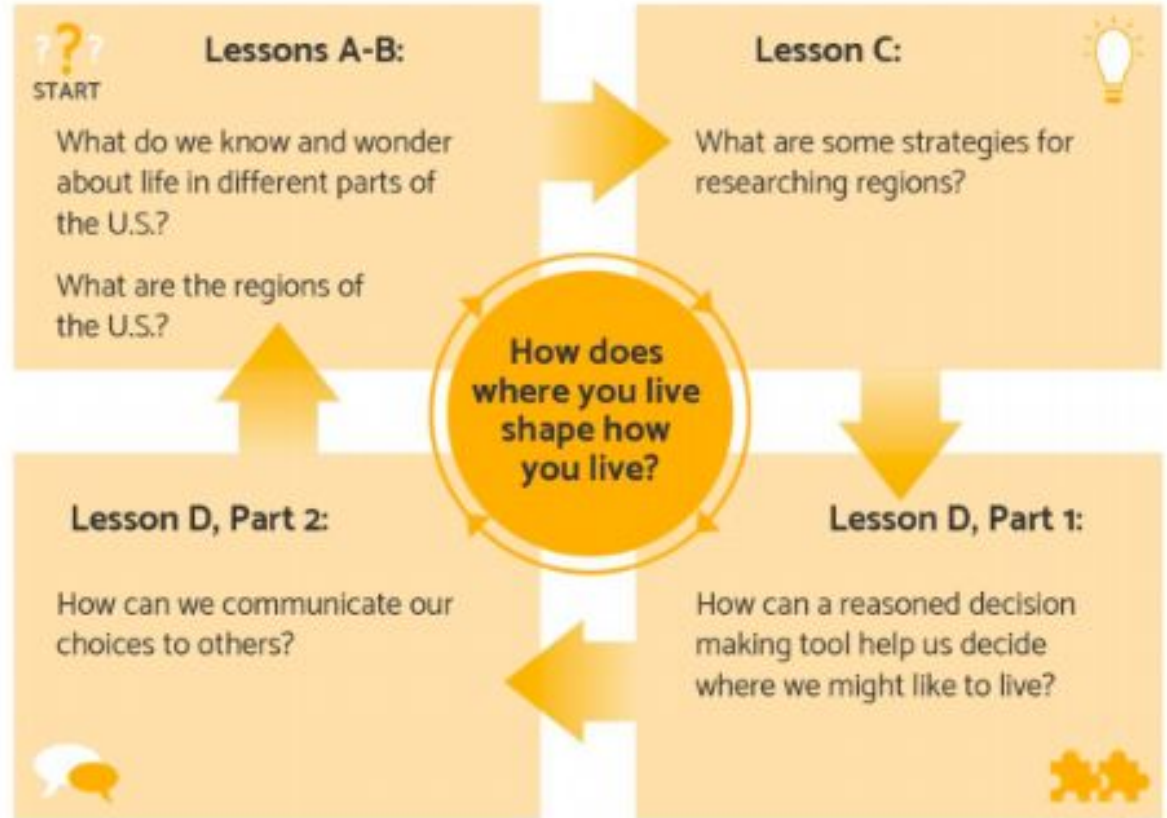 ? ? ?
START
Lessons A-B:
What do we know and wonder
about life in different parts of
the U.S.?
What are the regions of
the U.S.?
Lesson C:
What are some strategies for
researching regions?
How does
where you live
shape how
you live?
Lesson D, Part 1:
How can a reasoned decision
making tool help us decide
where we might like to live?
Lesson D, Part 2:
How can we communicate our
choices to others?